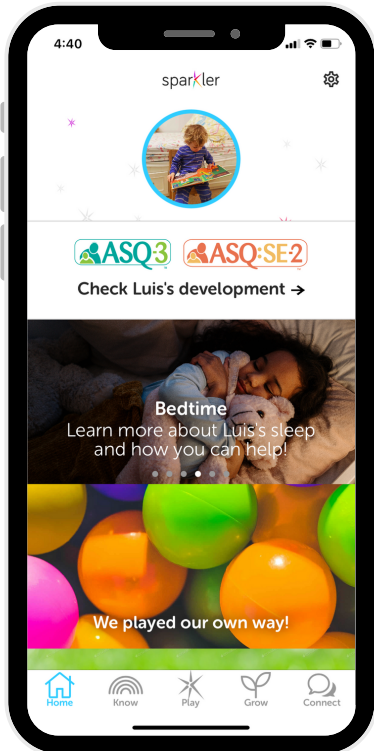 4:40
sparkler
ASQ-3 ASQ:SE-2
Check Luis's development →
Bedtime
Learn more about Luis's sleep
and how you can help!
We played our own way!
Home Know Play Grow Connect